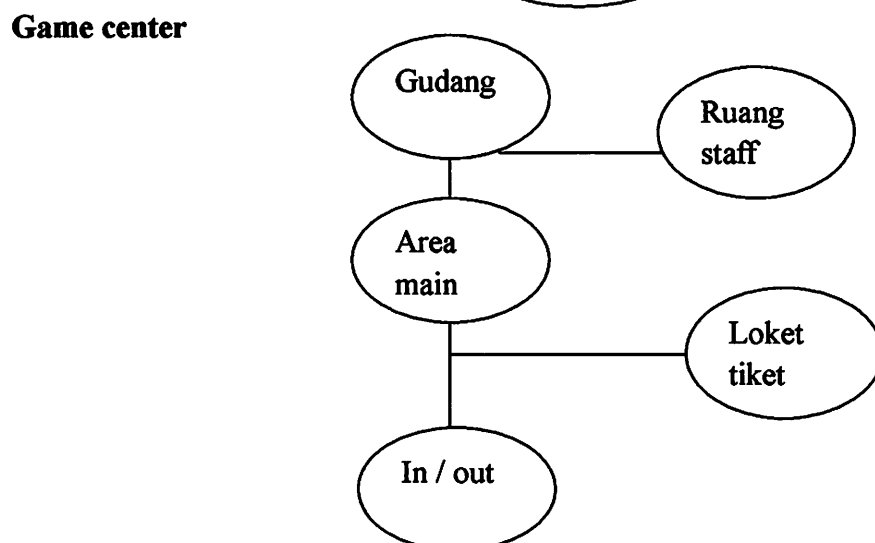 Game center
Gudang
Ruang
staff
Area
main
Loket
tiket
In / out